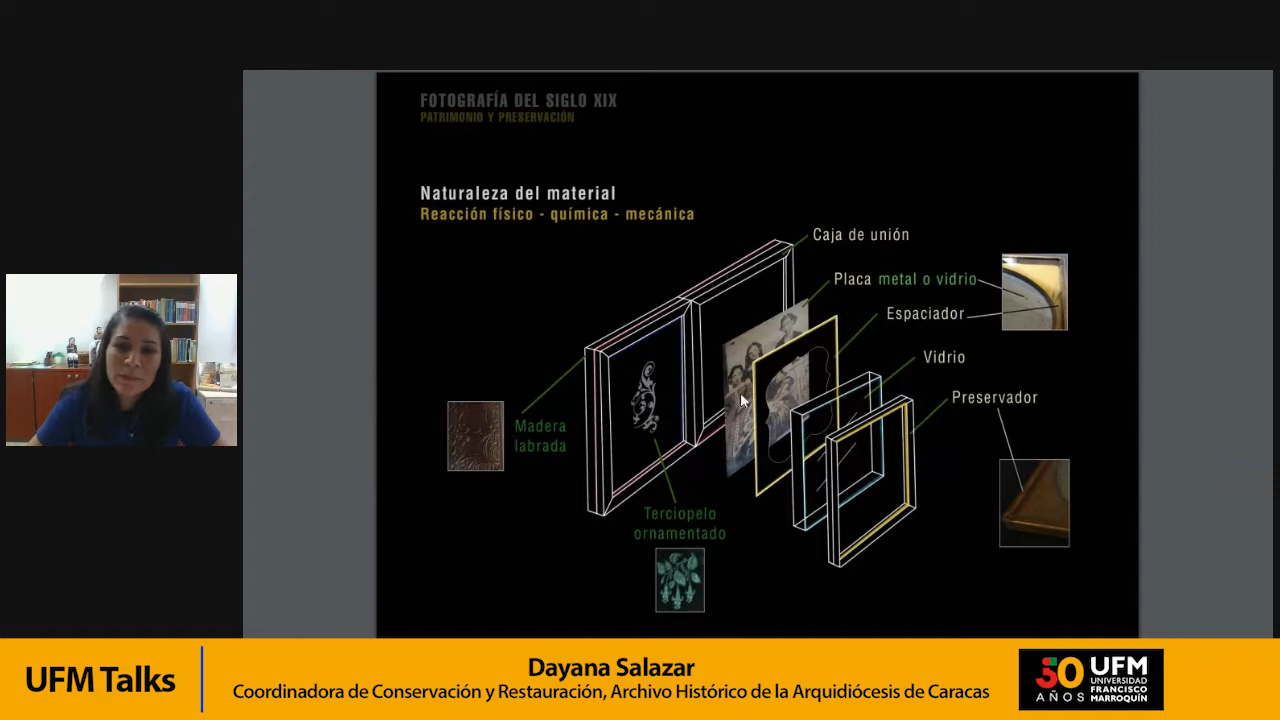 FOTOGRAFÍA DEL SIGLO XIX
PATRIMONIO Y PRESERVACIÓN
Naturaleza del material
Reacción físico - química - mecánica
Caja de unión
Placa metal o vidrio
Espaciador
Vidrio
Preservador
Madera
labrada
Terciopelo
ornamentado
UFM Talks
Dayana Salazar
Coordinadora de Conservación y Restauración, Archivo Histórico de la Arquidiócesis de Caracas
50
AÑOS
UFM
UNIVERSIDAD
FRANCISCO
MARROQUÍN